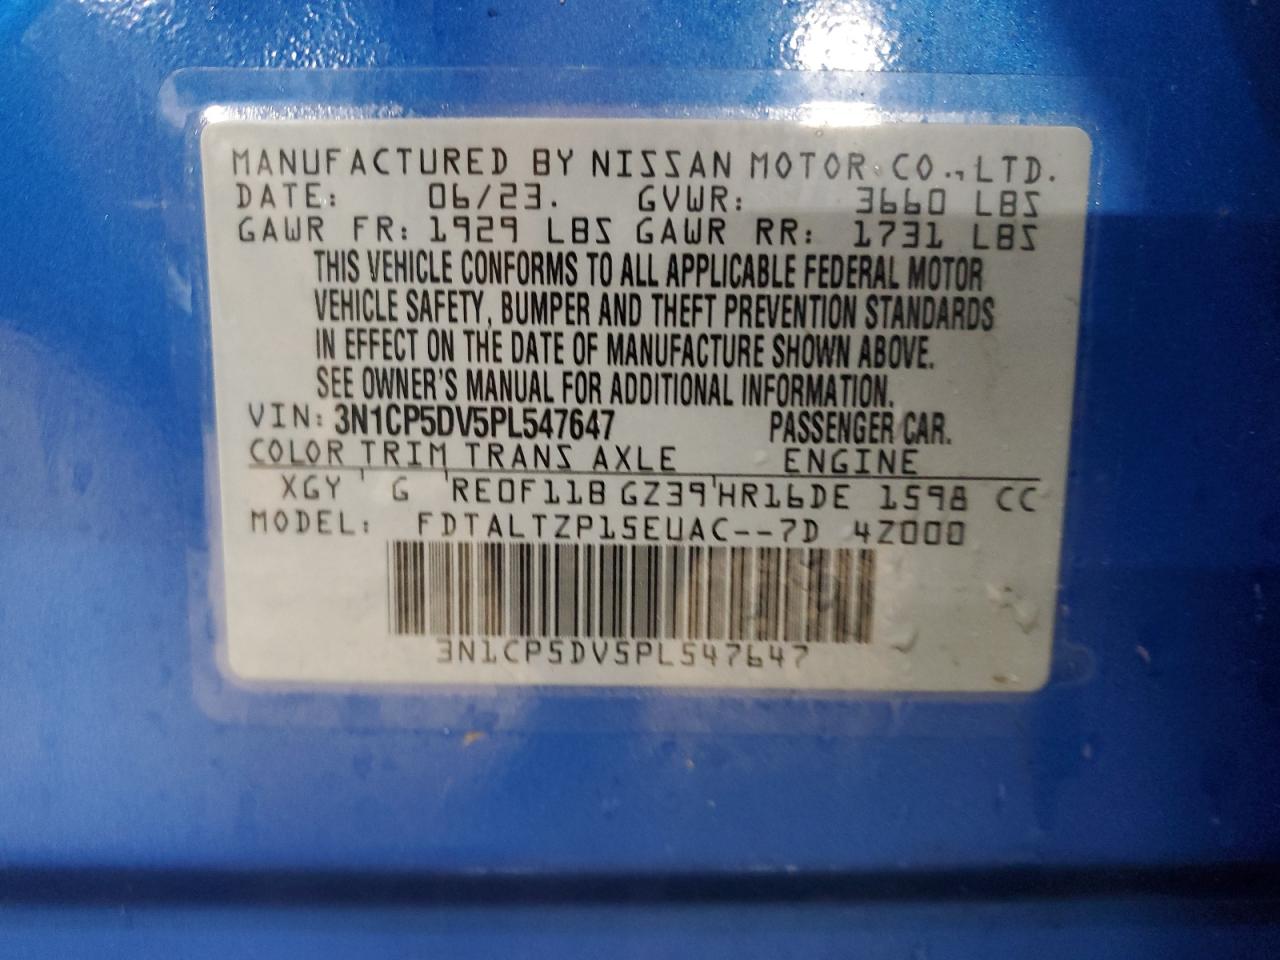 MANUFACTURED BY NISSAN MOTOR CO., LTD.
DATE: 06/23. GVWR: 3660 LBS
GAWR FR: 1929 LBS GAWR RR: 1731 LBS
THIS VEHICLE CONFORMS TO ALL APPLICABLE FEDERAL MOTOR
VEHICLE SAFETY, BUMPER AND THEFT PREVENTION STANDARDS
IN EFFECT ON THE DATE OF MANUFACTURE SHOWN ABOVE.
SEE OWNER'S MANUAL FOR ADDITIONAL INFORMATION.
VIN: 3N1CP5DV5PL547647 PASSENGER CAR.
COLOR TRIM TRANS AXLE ENGINE
XGY G RE0F11B GZ39 HR16DE 1598 CC
MODEL: FDTALTZP15EUAC--7D 4Z000
3N1CP5DV5PL547647